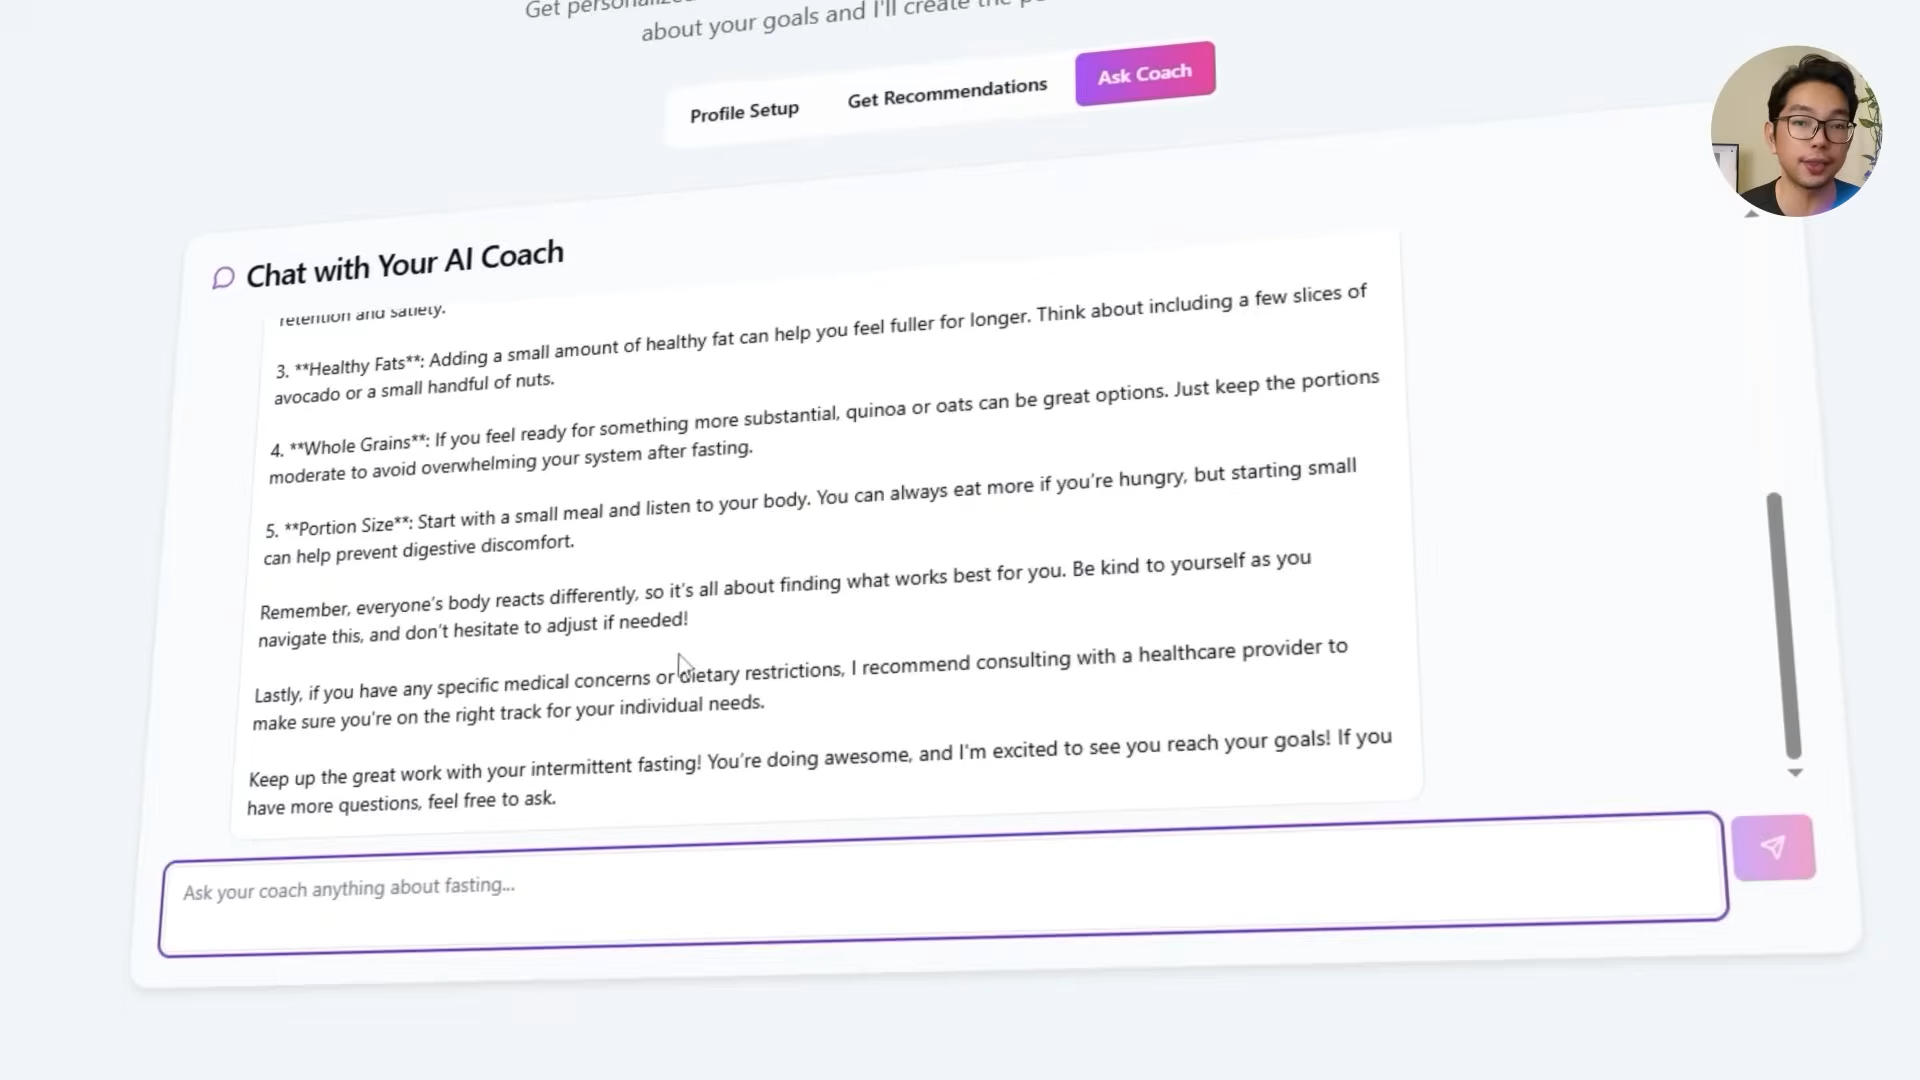 Get personalized
about your goals and I'll create the
Profile Setup
Get Recommendations
Ask Coach
Chat with Your AI Coach
retention and satiety.
3. **Healthy Fats**: Adding a small amount of healthy fat can help you feel fuller for longer. Think about including a few slices of
avocado or a small handful of nuts.
4. **Whole Grains**: If you feel ready for something more substantial, quinoa or oats can be great options. Just keep the portions
moderate to avoid overwhelming your system after fasting.
5. **Portion Size**: Start with a small meal and listen to your body. You can always eat more if you're hungry, but starting small
can help prevent digestive discomfort.
Remember, everyone's body reacts differently, so it's all about finding what works best for you. Be kind to yourself as you
navigate this, and don't hesitate to adjust if needed!
Lastly, if you have any specific medical concerns or dietary restrictions, I recommend consulting with a healthcare provider to
make sure you're on the right track for your individual needs.
Keep up the great work with your intermittent fasting! You're doing awesome, and I'm excited to see you reach your goals! If you
have more questions, feel free to ask.
Ask your coach anything about fasting...